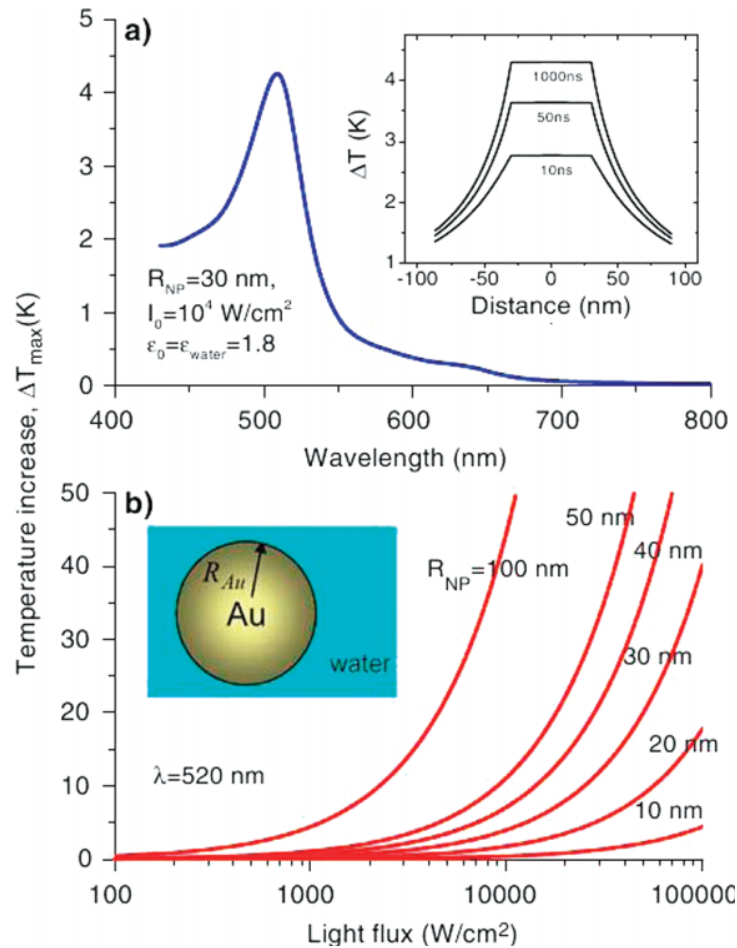 Temperature increase, ΔT_max(K)
a)
5
4
3
2
1
0
400
500
600
700
800
Wavelength (nm)
R_NP=30 nm,
I_0=10^4 W/cm^2
ε_0=ε_water=1.8
ΔT (K)
4
3
2
1
1000ns
50ns
10ns
-100
-50
0
50
100
Distance (nm)
b)
50
40
30
20
10
0
R_Au
Au
water
λ=520 nm
R_NP=100 nm
50 nm
40 nm
30 nm
20 nm
10 nm
100
1000
10000
100000
Light flux (W/cm²)